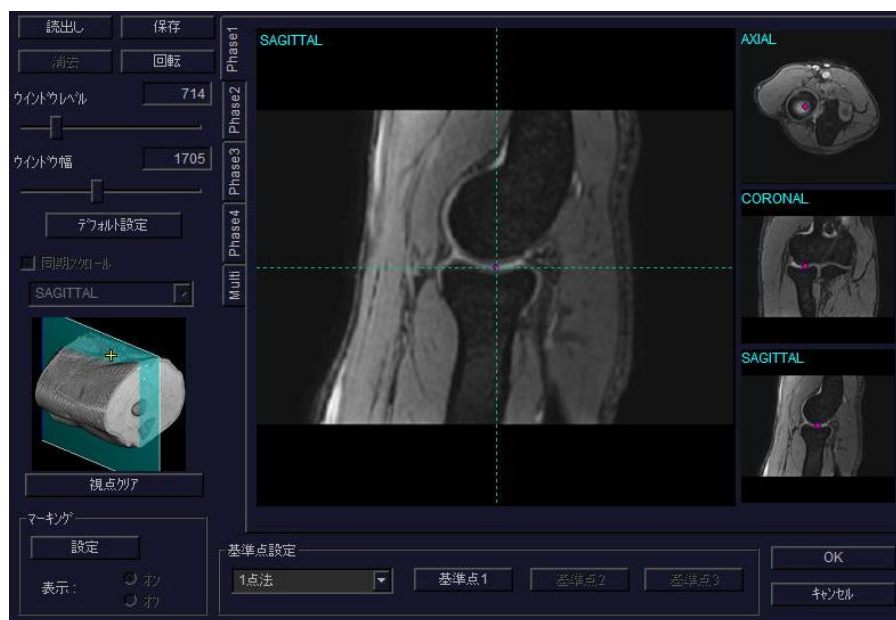 読出し
保存
消去
回転
ウインドウレベル
714
ウインドウ幅
1705
デフォルト設定
同期スクロール
SAGITTAL
視点クリア
マーキング
設定
表示:
オン
オフ
Phase1
Phase2
Phase3
Phase4
Multi
SAGITTAL
AXIAL
CORONAL
SAGITTAL
基準点設定
1点法
基準点1
基準点2
基準点3
OK
キャンセル